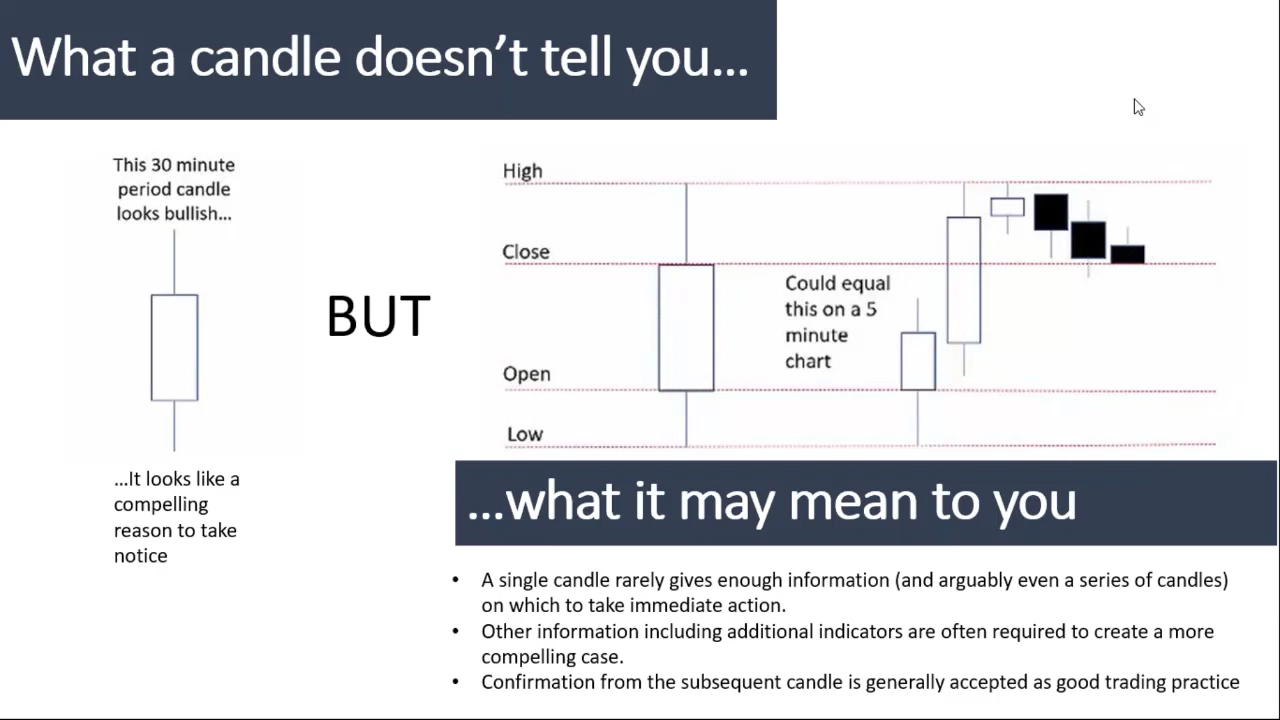 What a candle doesn’t tell you…
This 30 minute
period candle
looks bullish…
BUT
…It looks like a
compelling
reason to take
notice
High
Close
Open
Low
Could equal
this on a 5
minute
chart
…what it may mean to you
• A single candle rarely gives enough information (and arguably even a series of candles)
on which to take immediate action.
• Other information including additional indicators are often required to create a more
compelling case.
• Confirmation from the subsequent candle is generally accepted as good trading practice